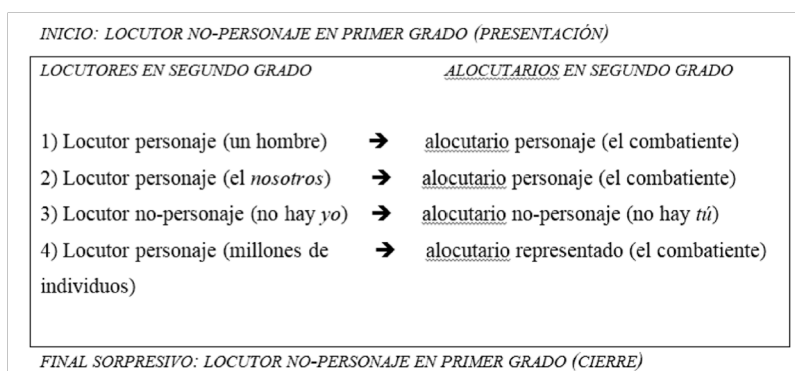 INICIO: LOCUTOR NO-PERSONAJE EN PRIMER GRADO (PRESENTACIÓN)
LOCUTORES EN SEGUNDO GRADO ALOCUTARIOS EN SEGUNDO GRADO
1) Locutor personaje (un hombre) ➔ alocutario personaje (el combatiente)
2) Locutor personaje (el nosotros) ➔ alocutario personaje (el combatiente)
3) Locutor no-personaje (no hay yo) ➔ alocutario no-personaje (no hay tú)
4) Locutor personaje (millones de ➔ alocutario representado (el combatiente)
individuos)
FINAL SORPRESIVO: LOCUTOR NO-PERSONAJE EN PRIMER GRADO (CIERRE)